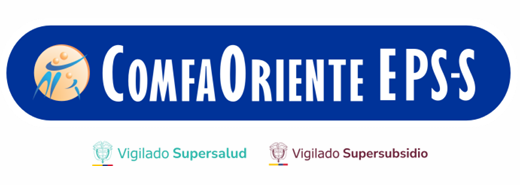 COMFAORIENTE EPS-S
Vigilado Supersalud Vigilado Supersubsidio